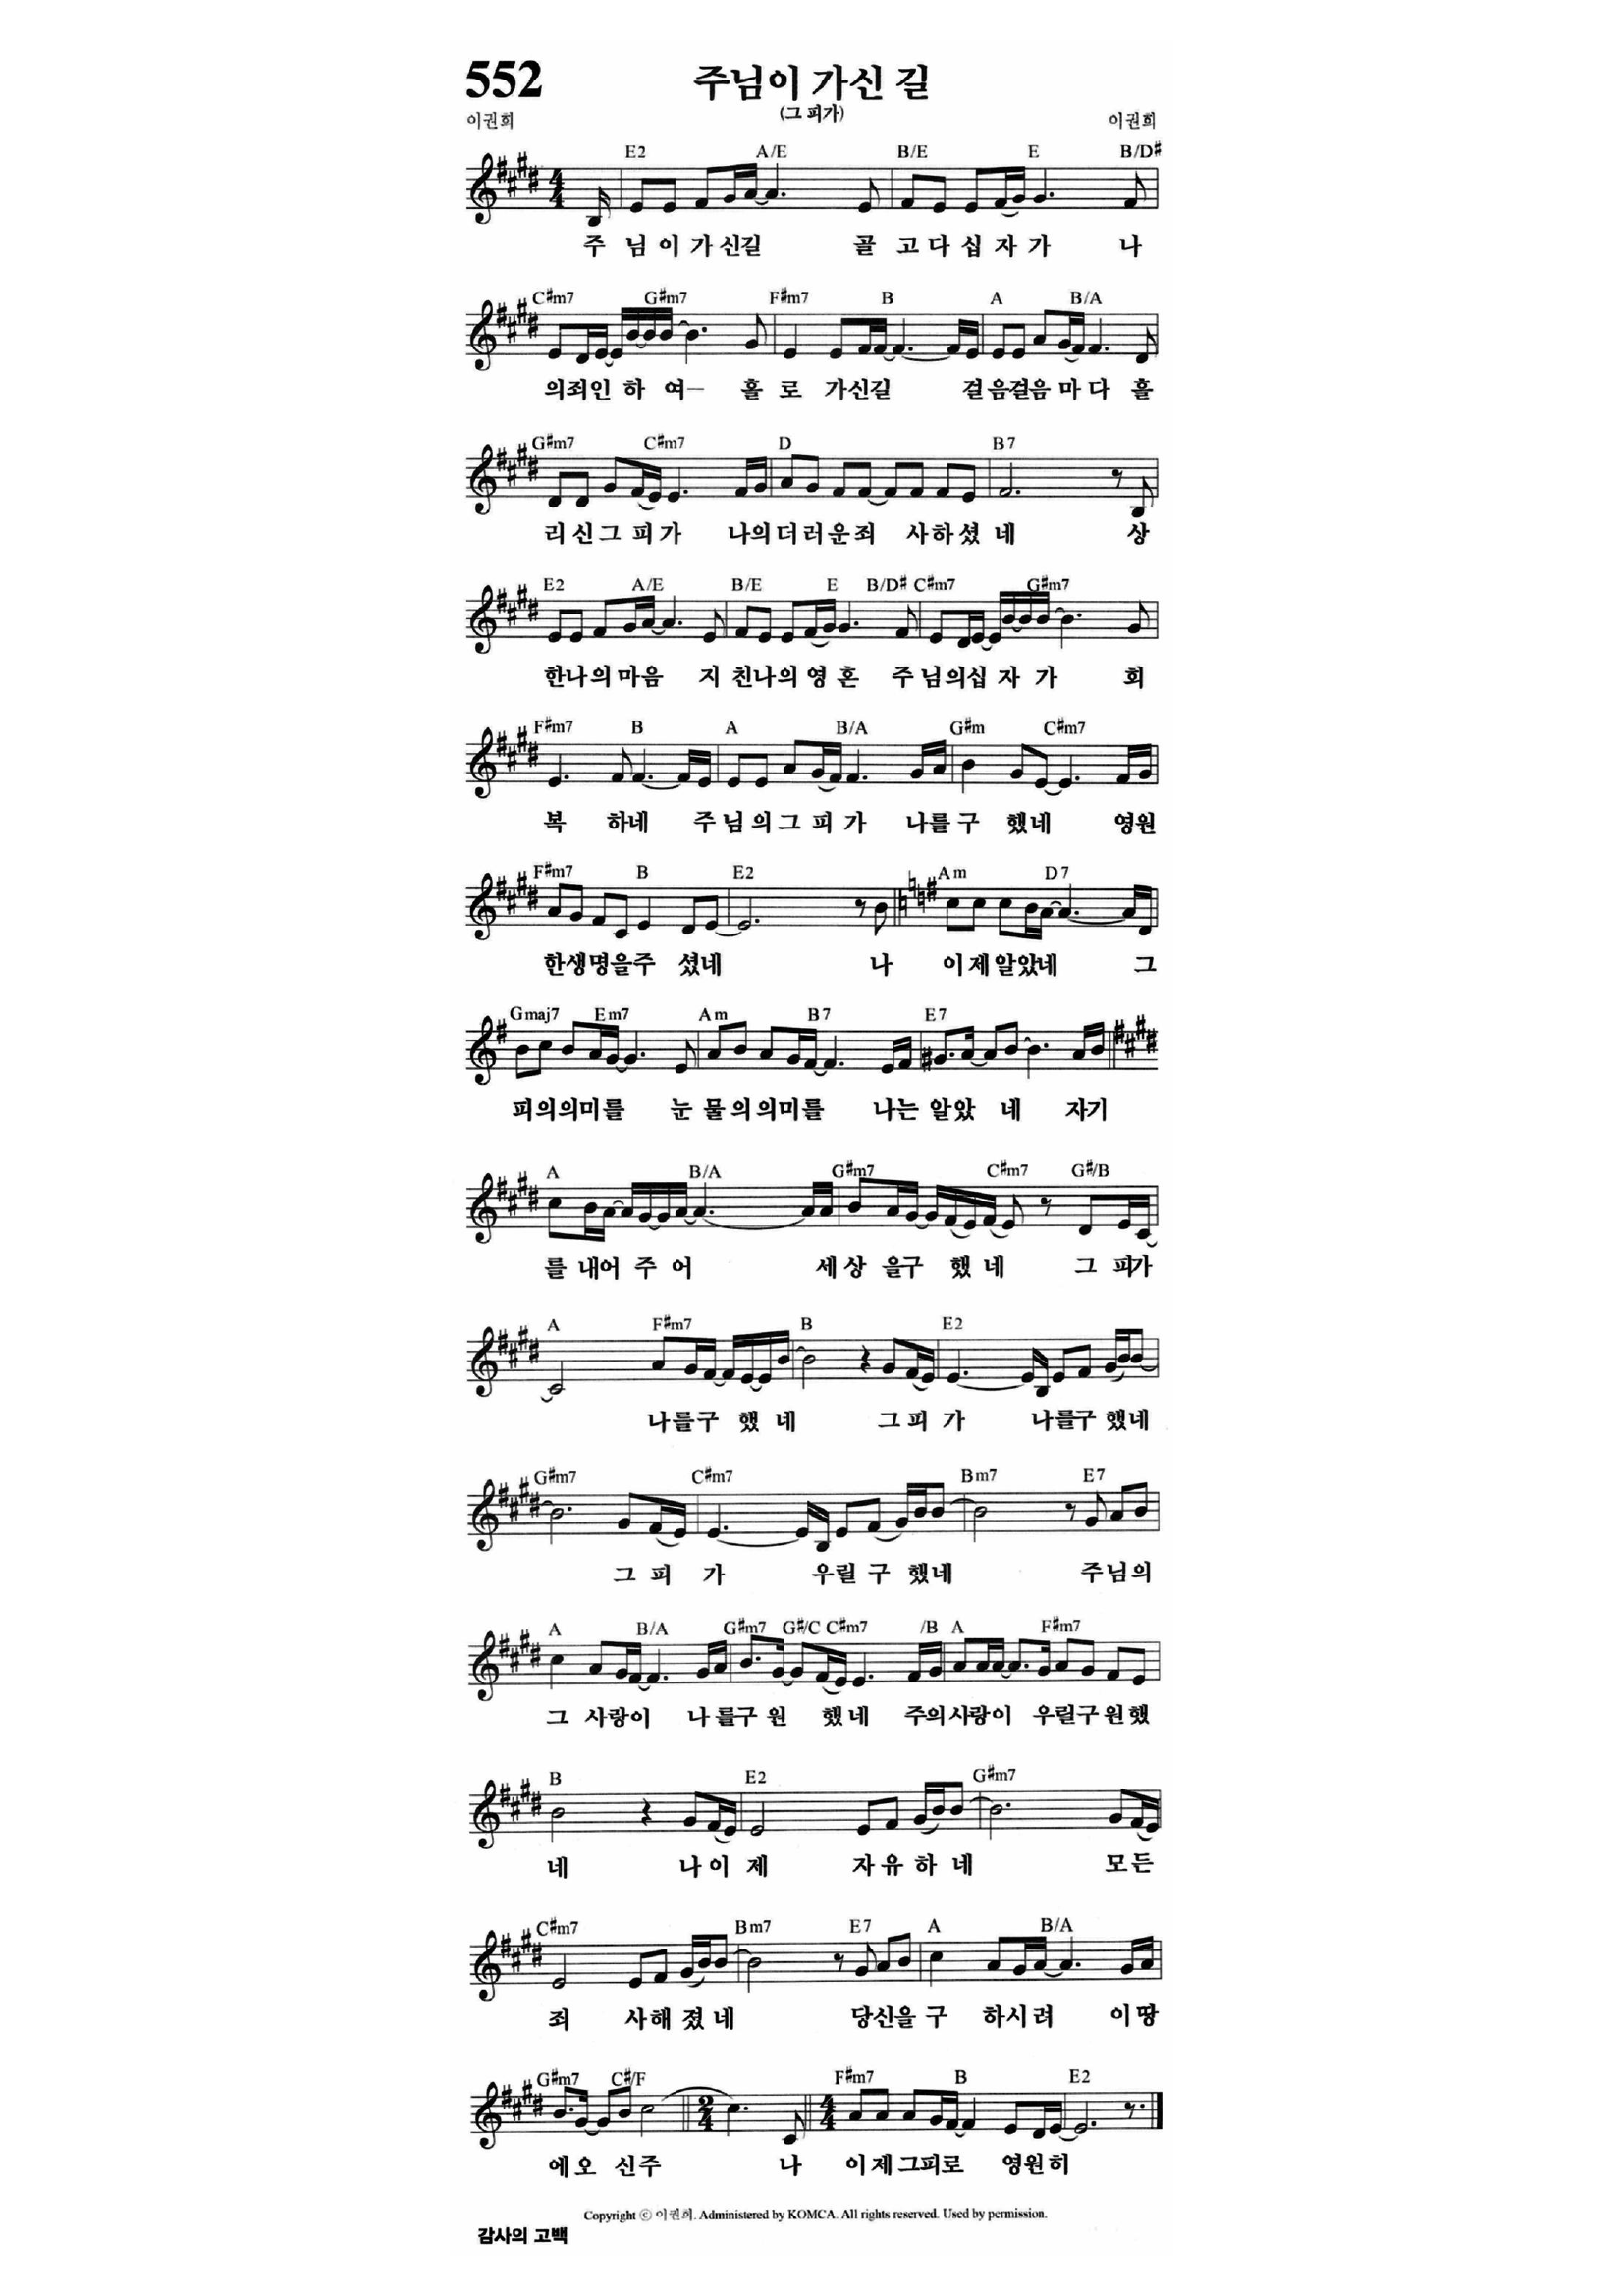 552
주님이 가신 길
(그 피가)
이권희 이권희
E2 A/E B/E E B/D#
4/4
주 님 이 가 신길 골 고 다 십 자 가 나
C#m7 G#m7 F#m7 B A B/A
의죄인 하 여— 홀 로 가신길 걸 음걸음 마 다 흘
G#m7 C#m7 D B7
리 신 그 피 가 나의더러운죄 사하셨 네 상
E2 A/E B/E E B/D# C#m7 G#m7
한나의마음 지 친나의영 혼 주 님의십 자 가 회
F#m7 B A B/A G#m C#m7
복 하네 주 님 의 그 피 가 나를 구 했네 영원
F#m7 B E2 Am D7
한생명을주 셨네 나 이제알았네 그
Gmaj7 Em7 Am B7 E7
피의의미를 눈 물의의미를 나는 알았 네 자기
A B/A G#m7 C#m7 G#/B
를 내어 주 어 세 상 을구 했 네 그 피가
A F#m7 B E2
나를구 했 네 그 피 가 나를구 했네
G#m7 C#m7 Bm7 E7
그 피 가 우릴 구 했네 주님의
A B/A G#m7 G#/C C#m7 /B A F#m7
그 사랑이 나 를구 원 했네 주의사랑이 우릴구원했
B E2 G#m7
네 나 이 제 자 유 하 네 모든
C#m7 Bm7 E7 A B/A
죄 사해 졌 네 당신을 구 하시 려 이 땅
G#m7 C#/F F#m7 B E2
2/4 4/4
에오 신주 나 이제그피로 영원히
Copyright ⓒ 이권희. Administered by KOMCA. All rights reserved. Used by permission.
감사의 고백